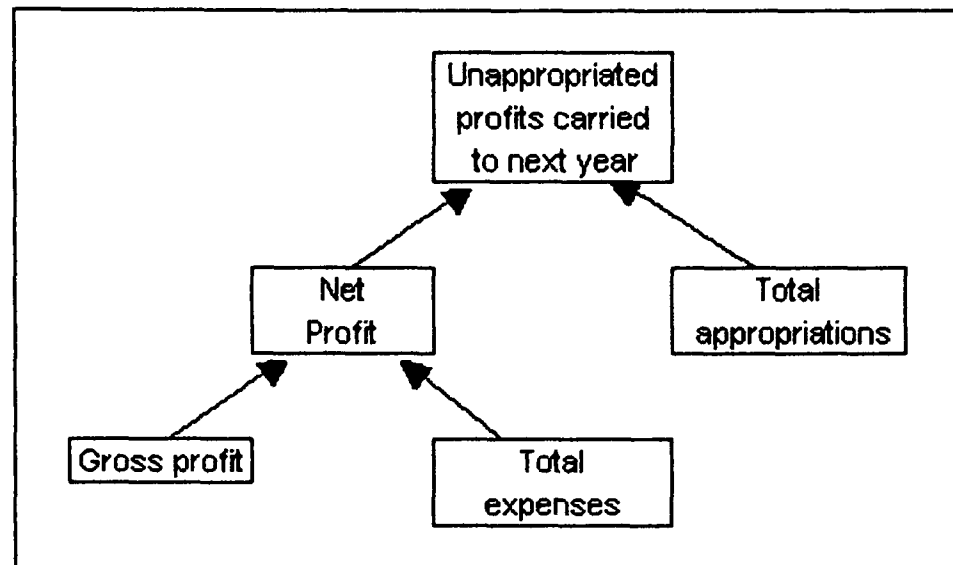 Unappropriated
profits carried
to next year
Net
Profit
Total
appropriations
Gross profit
Total
expenses